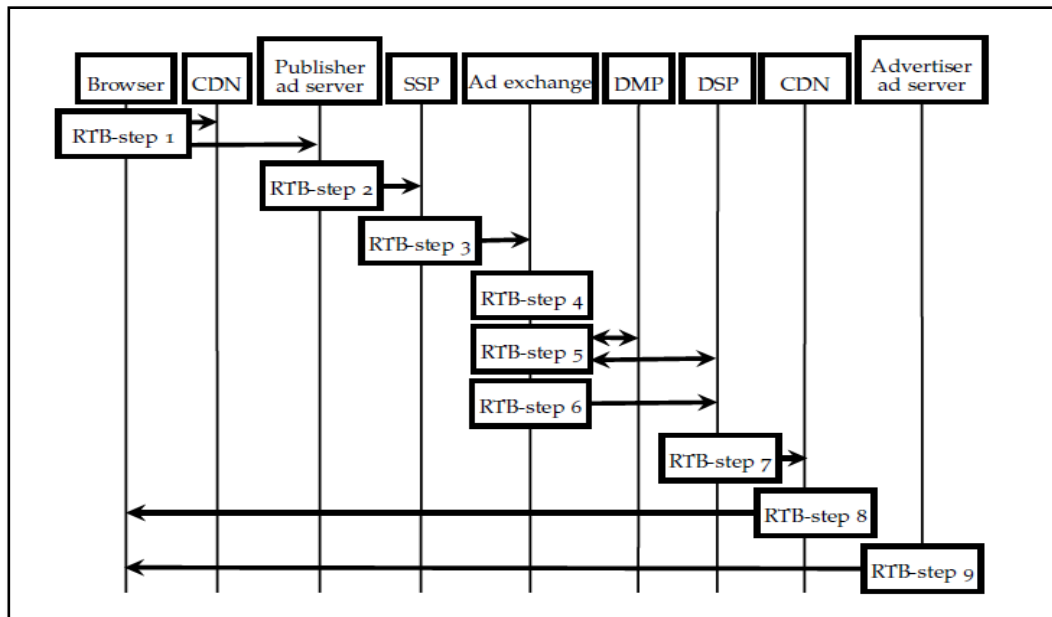 Browser
CDN
Publisher
ad server
SSP
Ad exchange
DMP
DSP
CDN
Advertiser
ad server
RTB-step 1
RTB-step 2
RTB-step 3
RTB-step 4
RTB-step 5
RTB-step 6
RTB-step 7
RTB-step 8
RTB-step 9